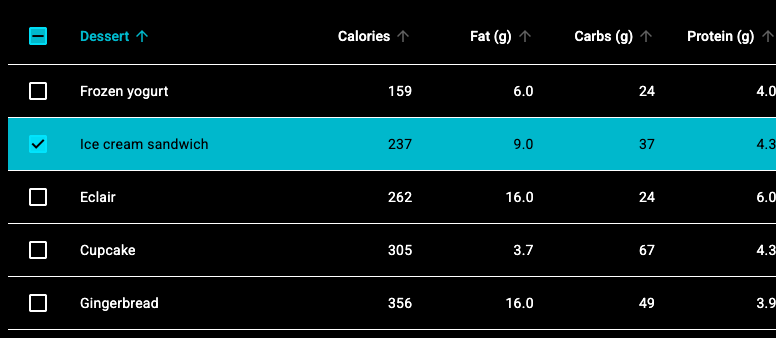 Dessert Calories Fat (g) Carbs (g) Protein (g)
Frozen yogurt 159 6.0 24 4.0
Ice cream sandwich 237 9.0 37 4.3
Eclair 262 16.0 24 6.0
Cupcake 305 3.7 67 4.3
Gingerbread 356 16.0 49 3.9